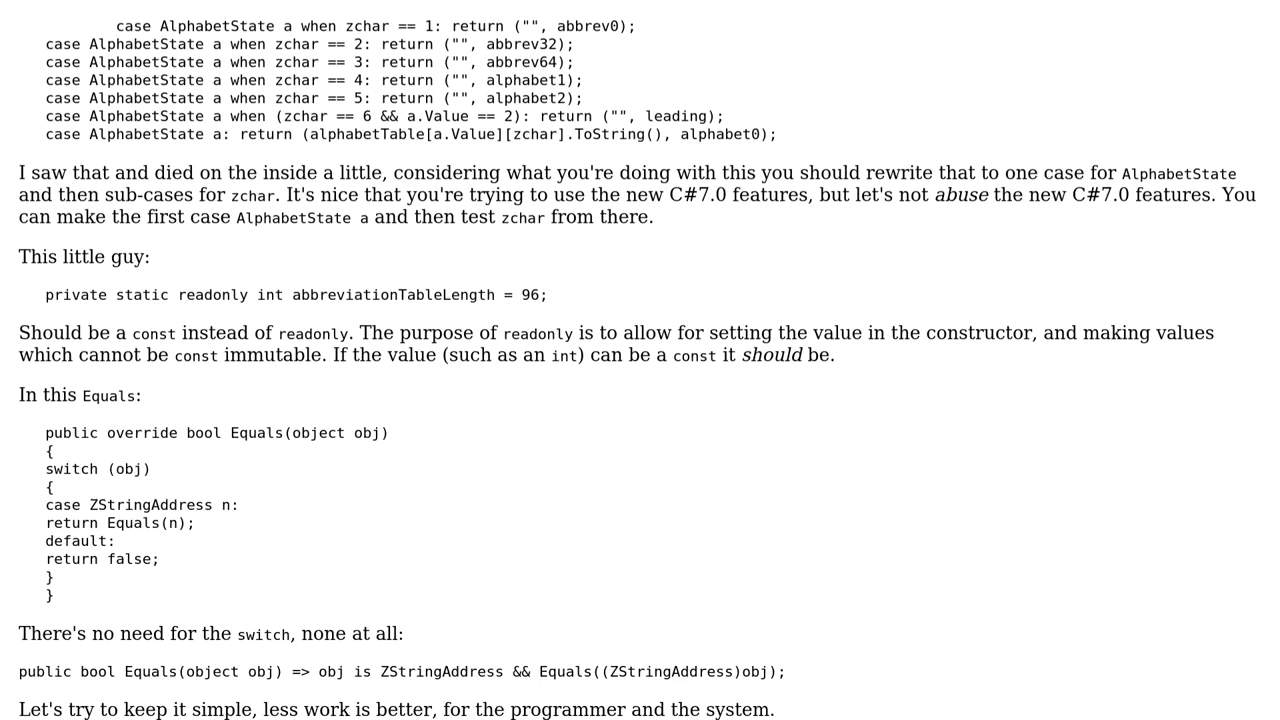 case AlphabetState a when zchar == 1: return ("", abbrev0);
case AlphabetState a when zchar == 2: return ("", abbrev32);
case AlphabetState a when zchar == 3: return ("", abbrev64);
case AlphabetState a when zchar == 4: return ("", alphabet1);
case AlphabetState a when zchar == 5: return ("", alphabet2);
case AlphabetState a when (zchar == 6 && a.Value == 2): return ("", leading);
case AlphabetState a: return (alphabetTable[a.Value][zchar].ToString(), alphabet0);
I saw that and died on the inside a little, considering what you're doing with this you should rewrite that to one case for AlphabetState
and then sub-cases for zchar. It's nice that you're trying to use the new C#7.0 features, but let's not abuse the new C#7.0 features. You
can make the first case AlphabetState a and then test zchar from there.
This little guy:
private static readonly int abbreviationTableLength = 96;
Should be a const instead of readonly. The purpose of readonly is to allow for setting the value in the constructor, and making values
which cannot be const immutable. If the value (such as an int) can be a const it should be.
In this Equals:
public override bool Equals(object obj)
{
switch (obj)
{
case ZStringAddress n:
return Equals(n);
default:
return false;
}
}
There's no need for the switch, none at all:
public bool Equals(object obj) => obj is ZStringAddress && Equals((ZStringAddress)obj);
Let's try to keep it simple, less work is better, for the programmer and the system.